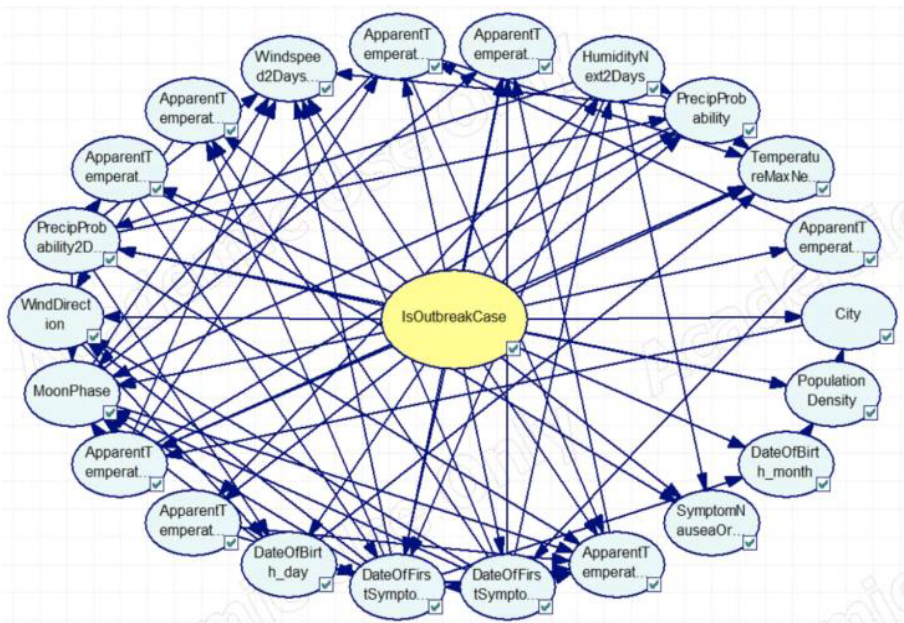 ApparentT
emperat...
ApparentT
emperat...
Windspee
d2Days...
HumidityN
ext2Days
ApparentT
emperat...
PrecipProb
ability
ApparentT
emperat...
Temperatu
reMaxNe...
PrecipProb
ability2D...
ApparentT
emperat...
WindDirect
ion
IsOutbreakCase
City
MoonPhase
Population
Density
ApparentT
emperat...
DateOfBirt
h_month
ApparentT
emperat...
SymptomN
auseaOr...
DateOfBirt
h_day
DateOfFirs
tSympto...
DateOfFirs
tSympto...
ApparentT
emperat...